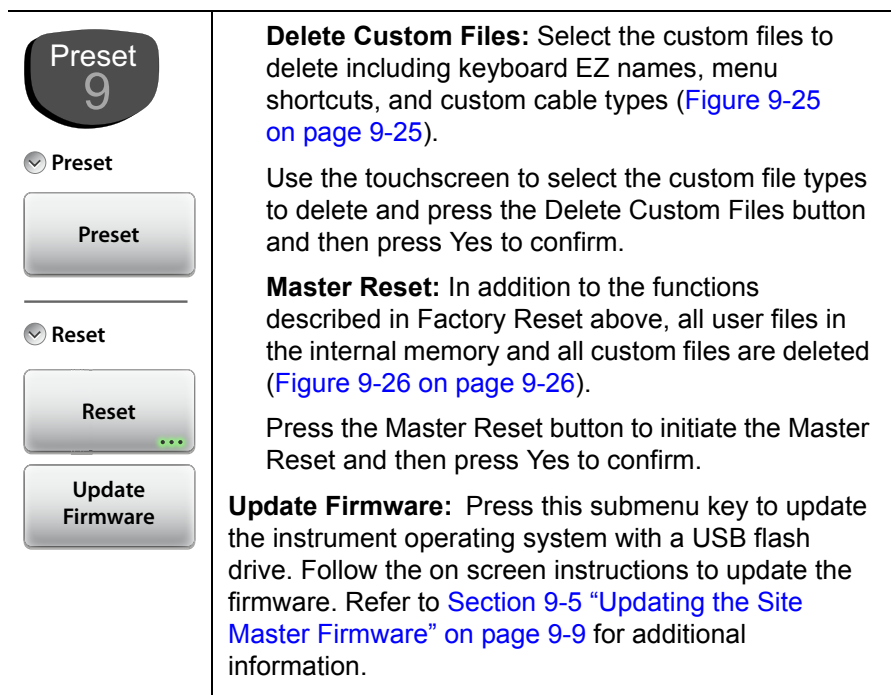 Preset
9
Preset
Preset
Reset
Reset
Update
Firmware
Delete Custom Files: Select the custom files to
delete including keyboard EZ names, menu
shortcuts, and custom cable types (Figure 9-25
on page 9-25).
Use the touchscreen to select the custom file types
to delete and press the Delete Custom Files button
and then press Yes to confirm.
Master Reset: In addition to the functions
described in Factory Reset above, all user files in
the internal memory and all custom files are deleted
(Figure 9-26 on page 9-26).
Press the Master Reset button to initiate the Master
Reset and then press Yes to confirm.
Update Firmware: Press this submenu key to update
the instrument operating system with a USB flash
drive. Follow the on screen instructions to update the
firmware. Refer to Section 9-5 “Updating the Site
Master Firmware” on page 9-9 for additional
information.